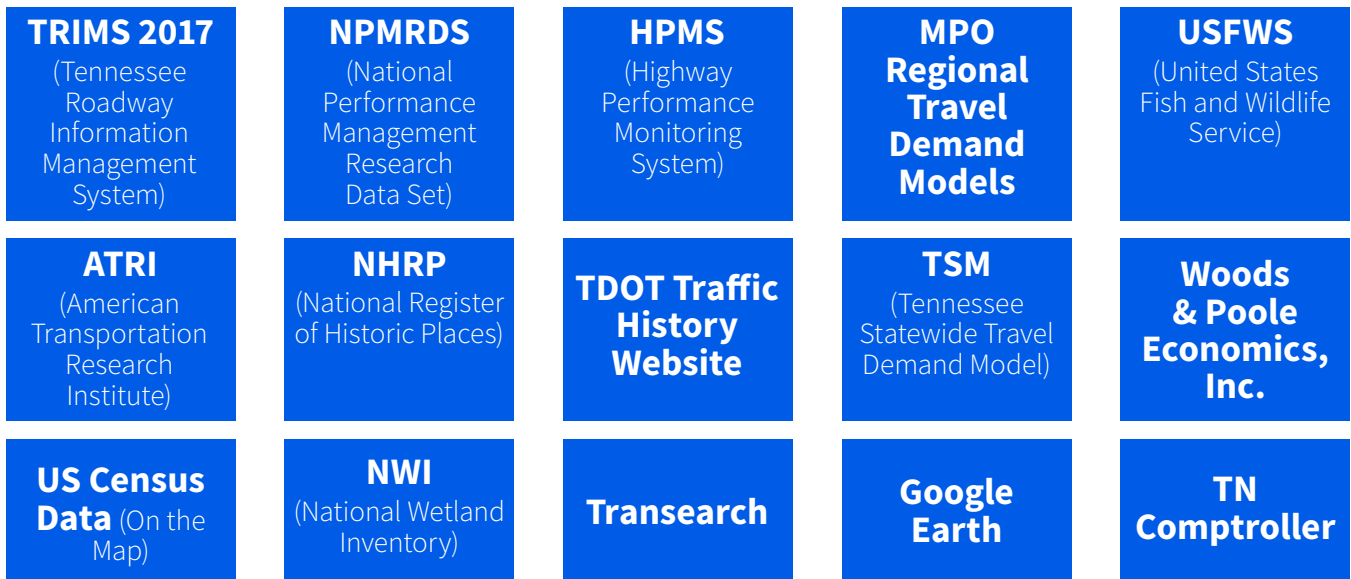 TRIMS 2017
(Tennessee
Roadway
Information
Management
System)
NPMRDS
(National
Performance
Management
Research
Data Set)
HPMS
(Highway
Performance
Monitoring
System)
MPO
Regional
Travel
Demand
Models
USFWS
(United States
Fish and Wildlife
Service)
ATRI
(American
Transportation
Research
Institute)
NHRP
(National Register
of Historic Places)
TDOT Traffic
History
Website
TSM
(Tennessee
Statewide Travel
Demand Model)
Woods
& Poole
Economics,
Inc.
US Census
Data (On the
Map)
NWI
(National Wetland
Inventory)
Transearch
Google
Earth
TN
Comptroller